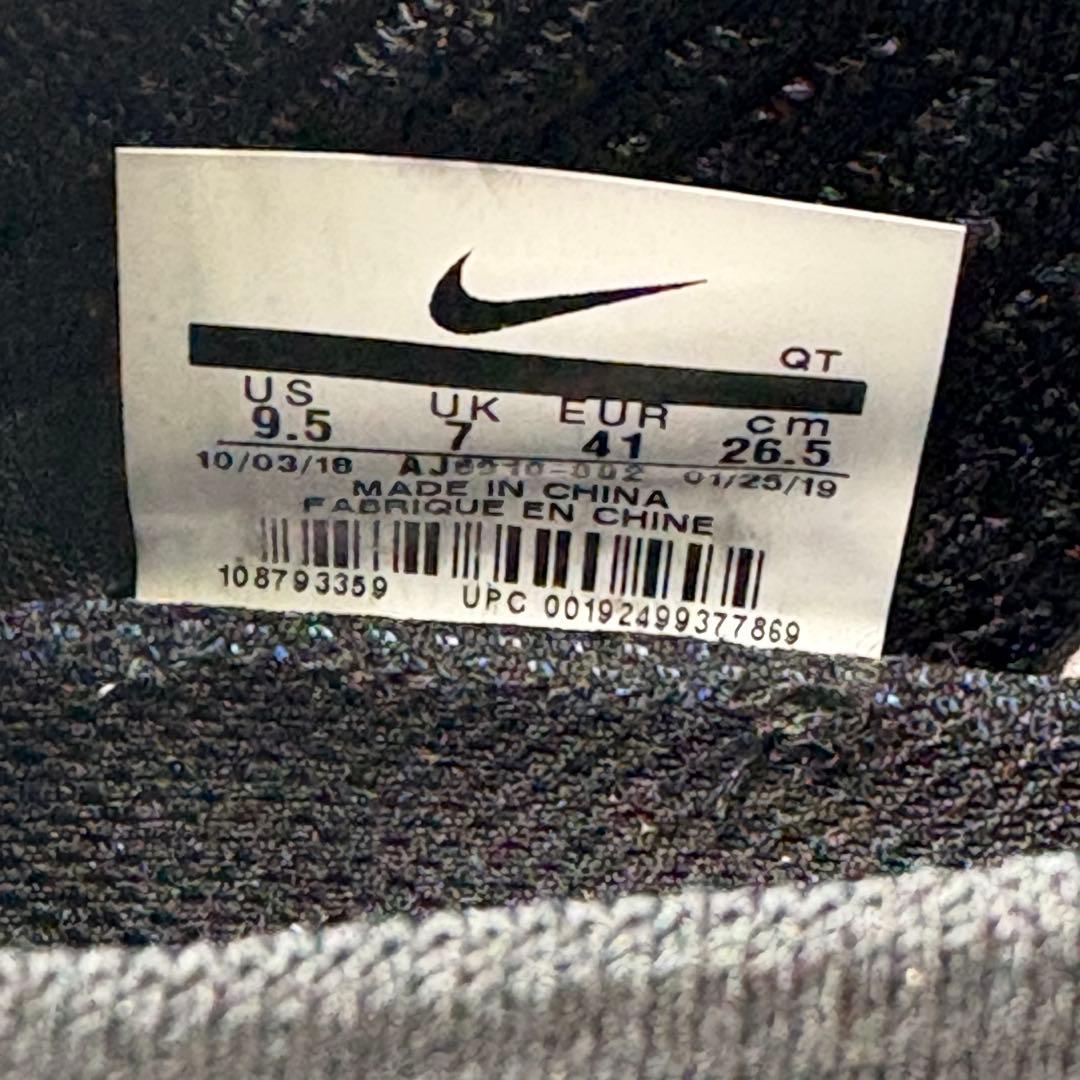 QT
US UK EUR cm
9.5 7 41 26.5
10/03/18 01/25/19
MADE IN CHINA
FABRIQUE EN CHINE
108793359 UPC 00192499377869